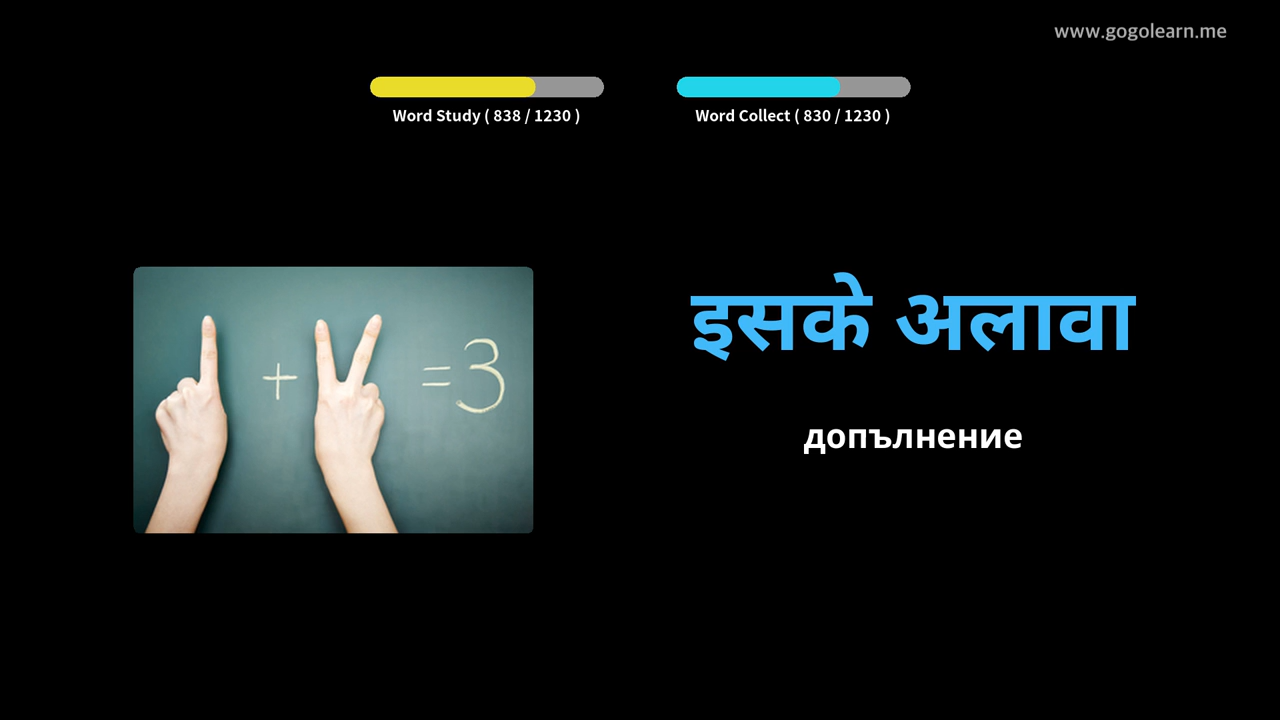 www.gogolearn.me
Word Study ( 838 / 1230 )
Word Collect ( 830 / 1230 )
+ = 3
इसके अलावा
допълнение